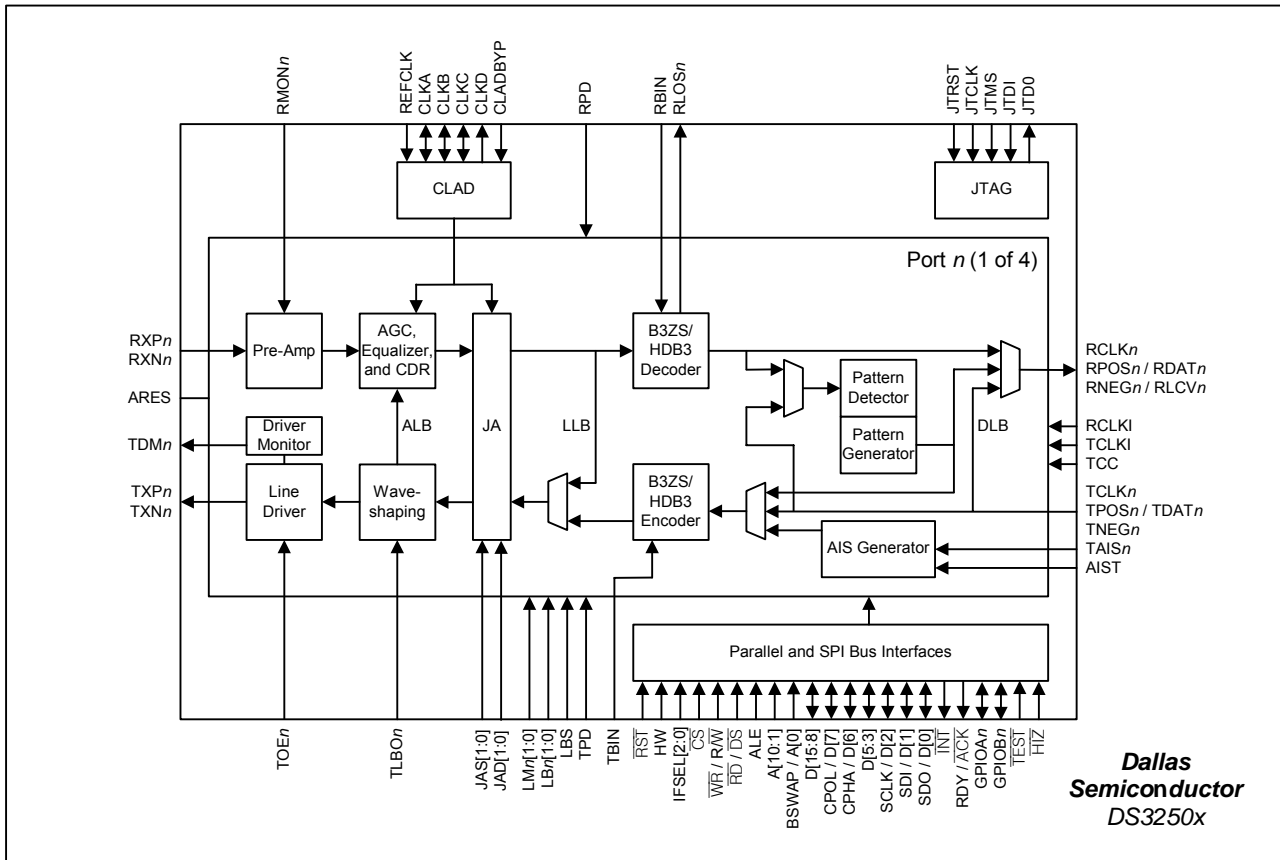 RMONn
REFCLK
CLKA
CLKB
CLKC
CLKD
CLADBYP
RPD
RBIN
RLOSn
JTRST
JTCLK
JTMS
JTDI
JTD0
CLAD
JTAG
Port n (1 of 4)
RXPn
RXNn
Pre-Amp
AGC,
Equalizer,
and CDR
JA
B3ZS/
HDB3
Decoder
Pattern
Detector
Pattern
Generator
RCLKn
RPOSn / RDATn
RNEGn / RLCVn
ARES
ALB
LLB
DLB
RCLKI
TCLKI
TCC
TDMn
Driver
Monitor
TXPn
TXNn
Line
Driver
Wave-
shaping
B3ZS/
HDB3
Encoder
AIS Generator
TCLKn
TPOSn / TDATn
TNEGn
TAISn
AIST
Parallel and SPI Bus Interfaces
TOEn
TLBOn
JAS[1:0]
JAD[1:0]
LMn[1:0]
LBn[1:0]
LBS
TPD
TBIN
RST
HW
IFSEL[2:0]
CS
WR / R/W
RD / DS
ALE
A[10:1]
BSWAP / A[0]
D[15:8]
CPOL / D[7]
CPHA / D[6]
D[5:3]
SCLK / D[2]
SDI / D[1]
SDO / D[0]
INT
RDY / ACK
GPIOAn
GPIOBn
TEST
HIZ
Dallas
Semiconductor
DS3250x